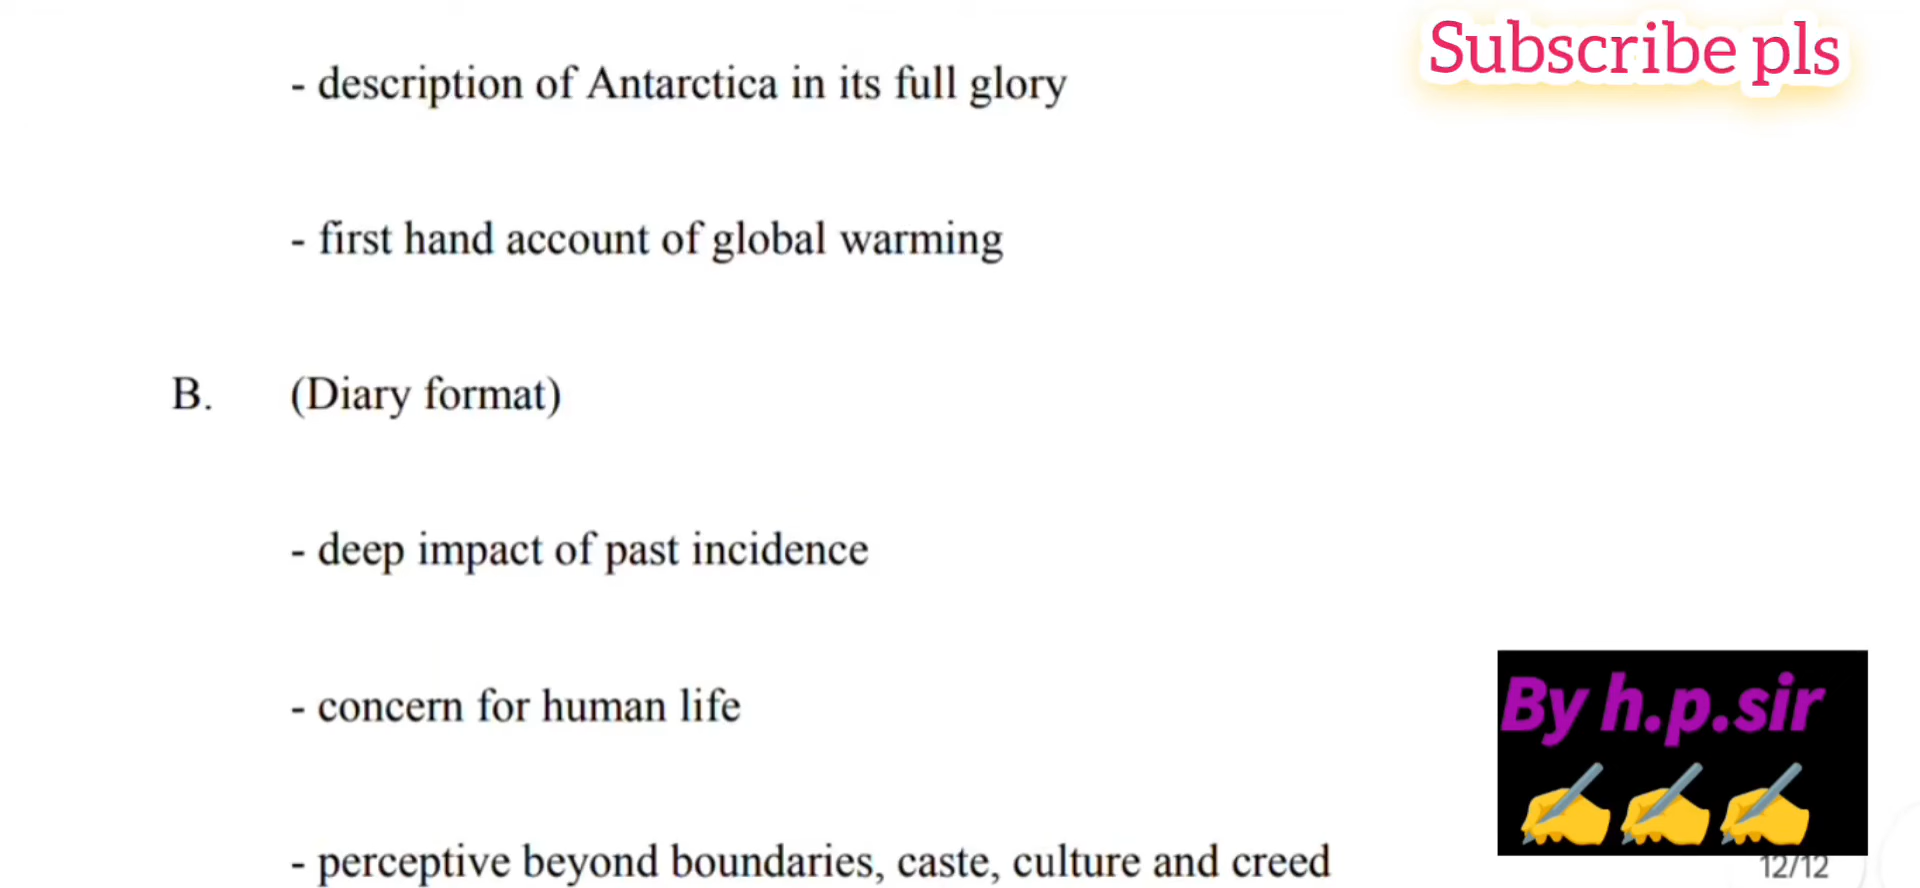 Subscribe pls
- description of Antarctica in its full glory
- first hand account of global warming
B. (Diary format)
- deep impact of past incidence
- concern for human life
By h.p.sir
- perceptive beyond boundaries, caste, culture and creed
12/12